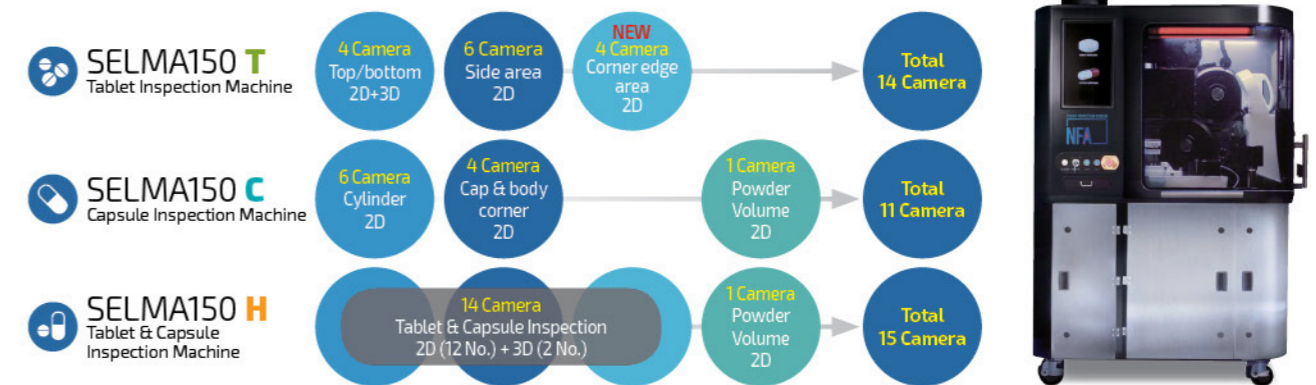 SELMA150 T
Tablet Inspection Machine
4 Camera
Top/bottom
2D+3D
6 Camera
Side area
2D
NEW
4 Camera
Corner edge
area
2D
Total
14 Camera
SELMA150 C
Capsule Inspection Machine
6 Camera
Cylinder
2D
4 Camera
Cap & body
corner
2D
1 Camera
Powder
Volume
2D
Total
11 Camera
SELMA150 H
Tablet & Capsule
Inspection Machine
14 Camera
Tablet & Capsule Inspection
2D (12 No.) + 3D (2 No.)
1 Camera
Powder
Volume
2D
Total
15 Camera
NFA